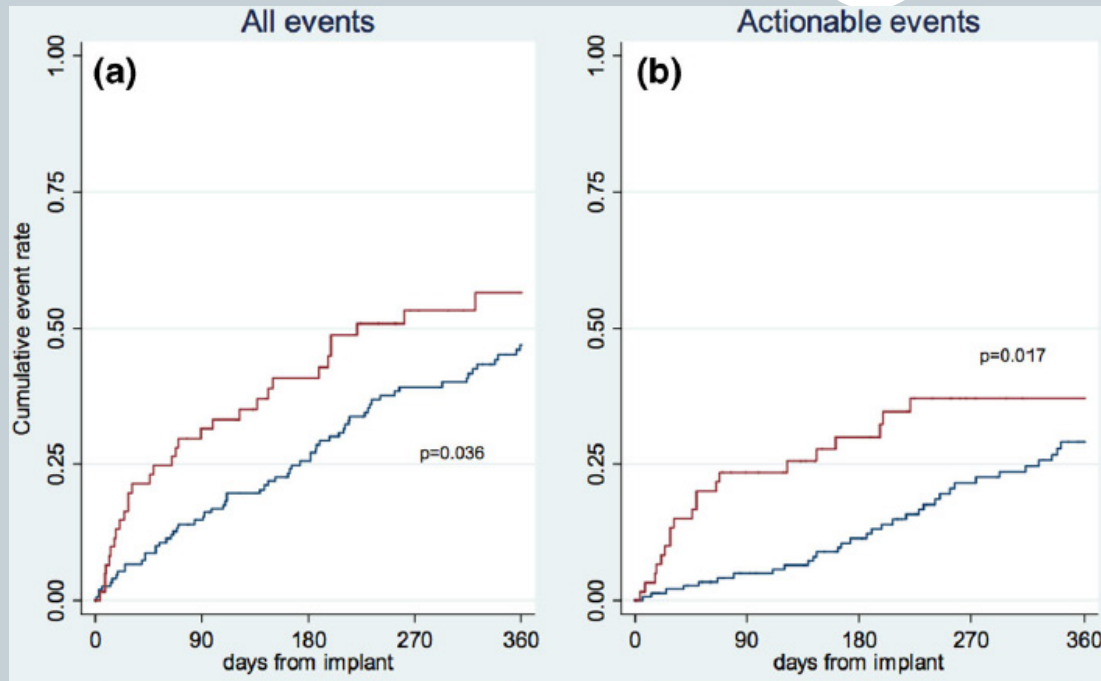 All events
Actionable events
(a)
(b)
1.00
0.75
0.50
0.25
0.00
Cumulative event rate
p=0.036
0 90 180 270 360
days from implant
1.00
0.75
0.50
0.25
0.00
p=0.017
0 90 180 270 360
days from implant